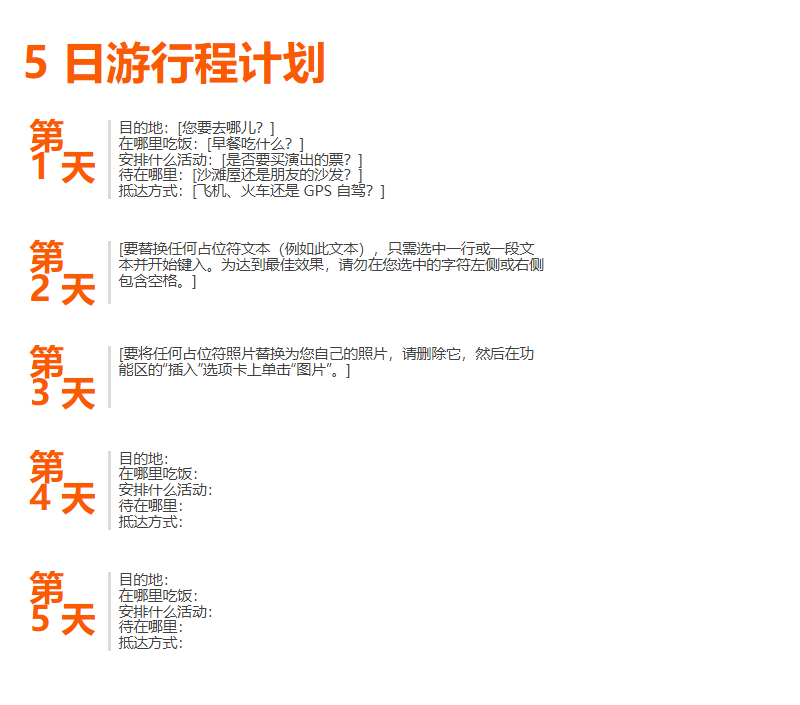 5 日游行程计划
第
1 天
目的地：[您要去哪儿？]
在哪里吃饭：[早餐吃什么？]
安排什么活动：[是否要买演出的票？]
待在哪里：[沙滩屋还是朋友的沙发？]
抵达方式：[飞机、火车还是 GPS 自驾？]
第
2 天
[要替换任何占位符文本（例如此文本），只需选中一行或一段文
本并开始键入。为达到最佳效果，请勿在您选中的字符左侧或右侧
包含空格。]
第
3 天
[要将任何占位符照片替换为您自己的照片，请删除它，然后在功
能区的“插入”选项卡上单击“图片”。]
第
4 天
目的地：
在哪里吃饭：
安排什么活动：
待在哪里：
抵达方式：
第
5 天
目的地：
在哪里吃饭：
安排什么活动：
待在哪里：
抵达方式：